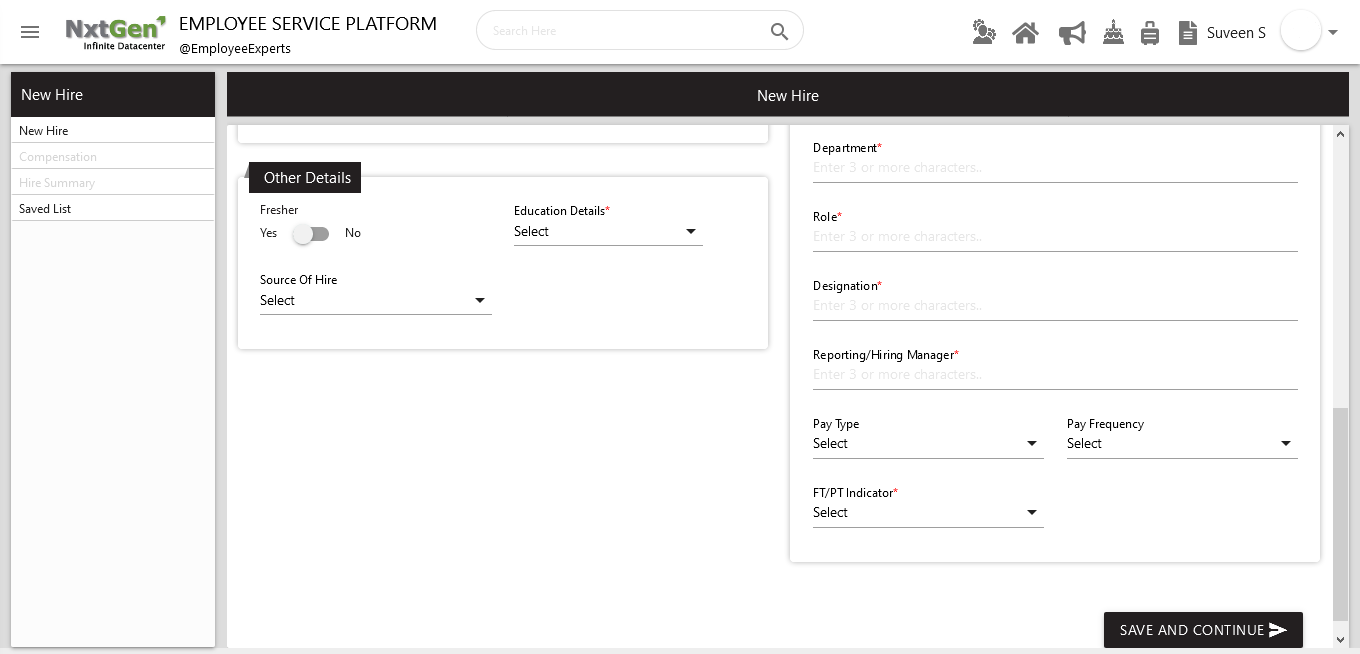 NxtGen
Infinite Datacenter
EMPLOYEE SERVICE PLATFORM
@EmployeeExperts
Search Here
Suveen S
New Hire
New Hire
Compensation
Hire Summary
Saved List
New Hire
Other Details
Fresher
Yes No
Education Details*
Select
Source Of Hire
Select
Department*
Enter 3 or more characters..
Role*
Enter 3 or more characters..
Designation*
Enter 3 or more characters..
Reporting/Hiring Manager*
Enter 3 or more characters..
Pay Type
Select
Pay Frequency
Select
FT/PT Indicator*
Select
SAVE AND CONTINUE